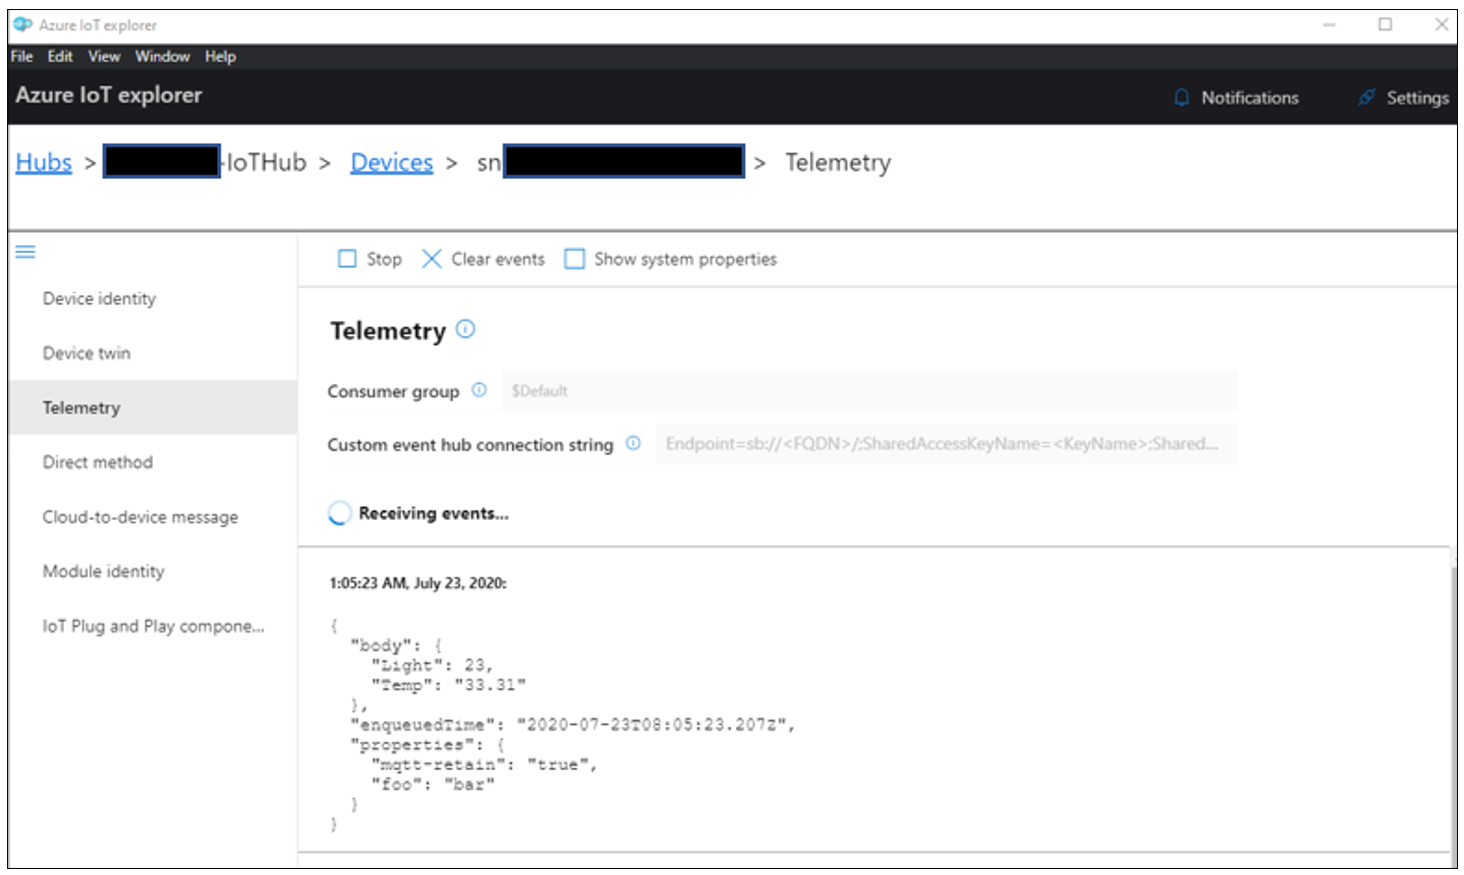 Azure IoT explorer
File Edit View Window Help
Azure IoT explorer
Notifications
Settings
Hubs > -IoTHub > Devices > sn > Telemetry
Stop
Clear events
Show system properties
Device identity
Device twin
Telemetry
Direct method
Cloud-to-device message
Module identity
IoT Plug and Play compone...
Telemetry
Consumer group
$Default
Custom event hub connection string
Endpoint=sb://<FQDN>/;SharedAccessKeyName=<KeyName>;Shared...
Receiving events...
1:05:23 AM, July 23, 2020:
{
"body": {
"Light": 23,
"Temp": "33.31"
},
"enqueuedTime": "2020-07-23T08:05:23.207Z",
"properties": {
"mqtt-retain": "true",
"foo": "bar"
}
}